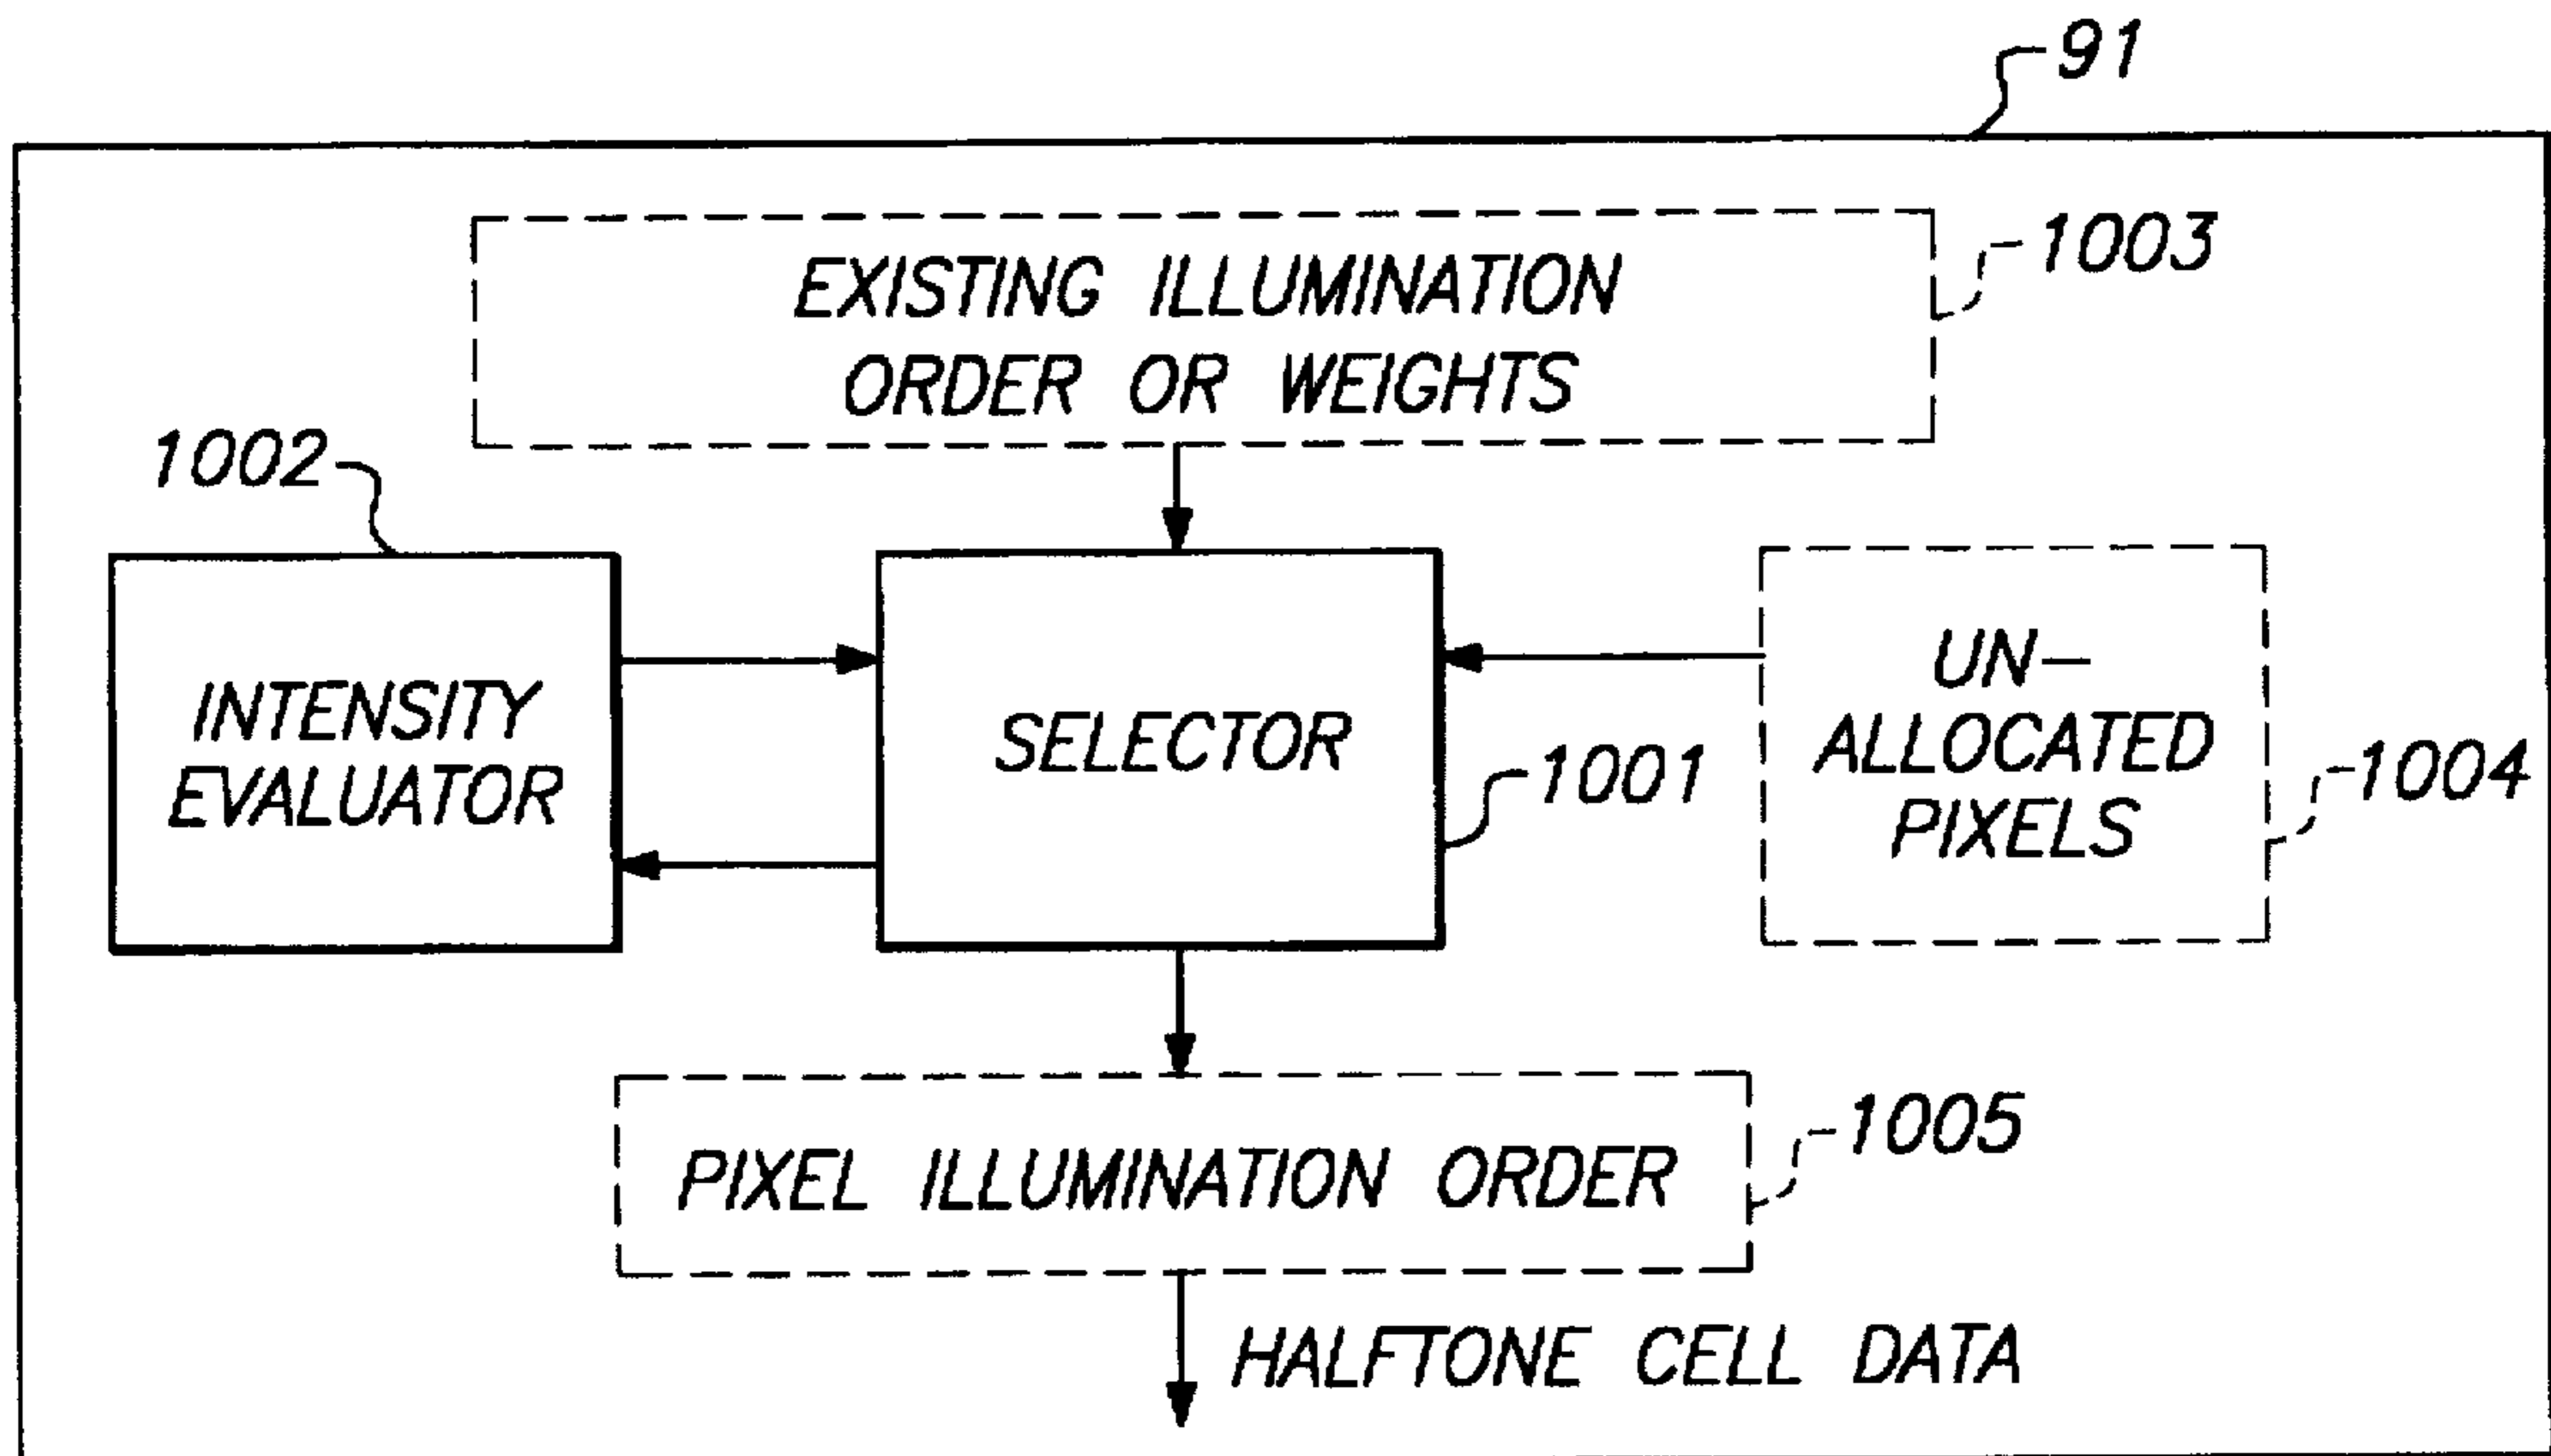 91
EXISTING ILLUMINATION
ORDER OR WEIGHTS
1003
1002
INTENSITY
EVALUATOR
SELECTOR
1001
UN-
ALLOCATED
PIXELS
1004
PIXEL ILLUMINATION ORDER
1005
HALFTONE CELL DATA